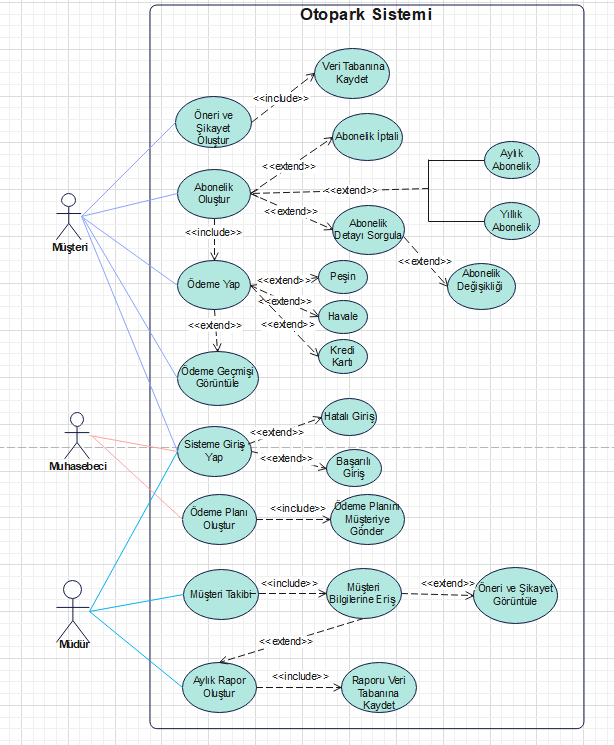 Otopark Sistemi
Veri Tabanına
Kaydet
<<include>>
Öneri ve
Şikayet
Oluştur
Abonelik İptali
<<extend>>
Aylık
Abonelik
Abonelik
Oluştur
<<extend>>
<<extend>>
Yıllık
Abonelik
Abonelik
Detayı Sorgula
<<include>>
Müşteri
<<extend>>
Abonelik
Değişikliği
Ödeme Yap
<<extend>>
Peşin
<<extend>>
Havale
<<extend>>
<<extend>>
Kredi
Kartı
Ödeme Geçmişi
Görüntüle
Hatalı Giriş
<<extend>>
Sisteme Giriş
Yap
<<extend>>
Başarılı
Giriş
Muhasebeci
Ödeme Planı
Oluştur
<<include>>
Ödeme Planını
Müşteriye
Gönder
Müşteri Takibi
<<include>>
Müşteri
Bilgilerine Eriş
<<extend>>
Öneri ve Şikayet
Görüntüle
Müdür
<<extend>>
Aylık Rapor
Oluştur
<<include>>
Raporu Veri
Tabanına
Kaydet